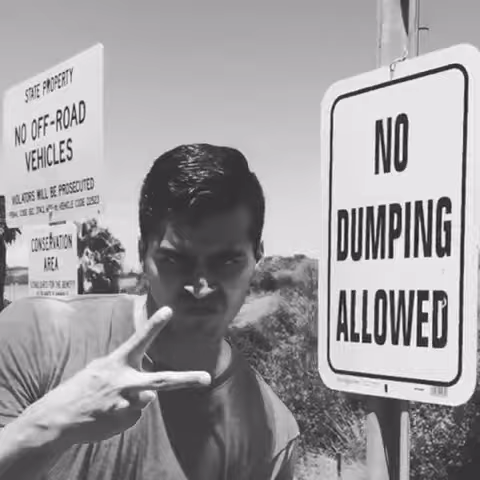 STATE PROPERTY
NO OFF-ROAD
VEHICLES
VIOLATORS WILL BE PROSECUTED
CONSERVATION
AREA
NO
DUMPING
ALLOWED